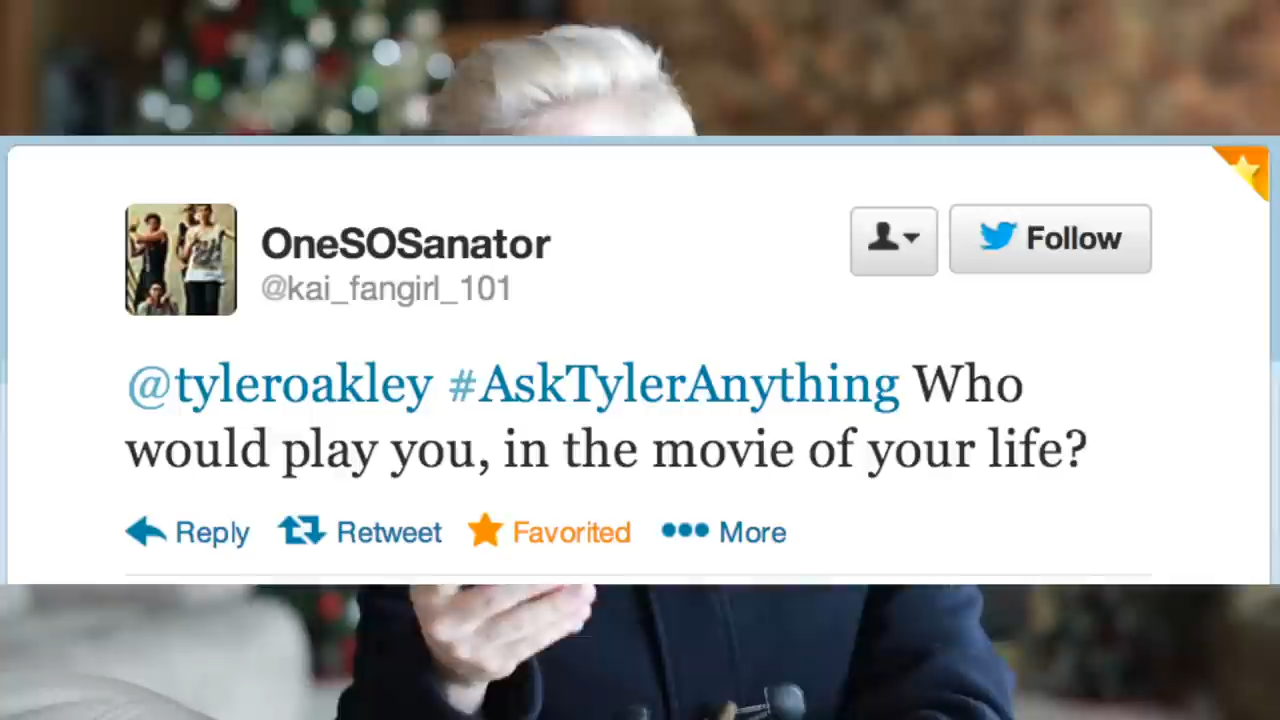 OneSOSanator
@kai_fangirl_101
Follow
@tyleroakley #AskTylerAnything Who
would play you, in the movie of your life?
Reply Retweet Favorited More